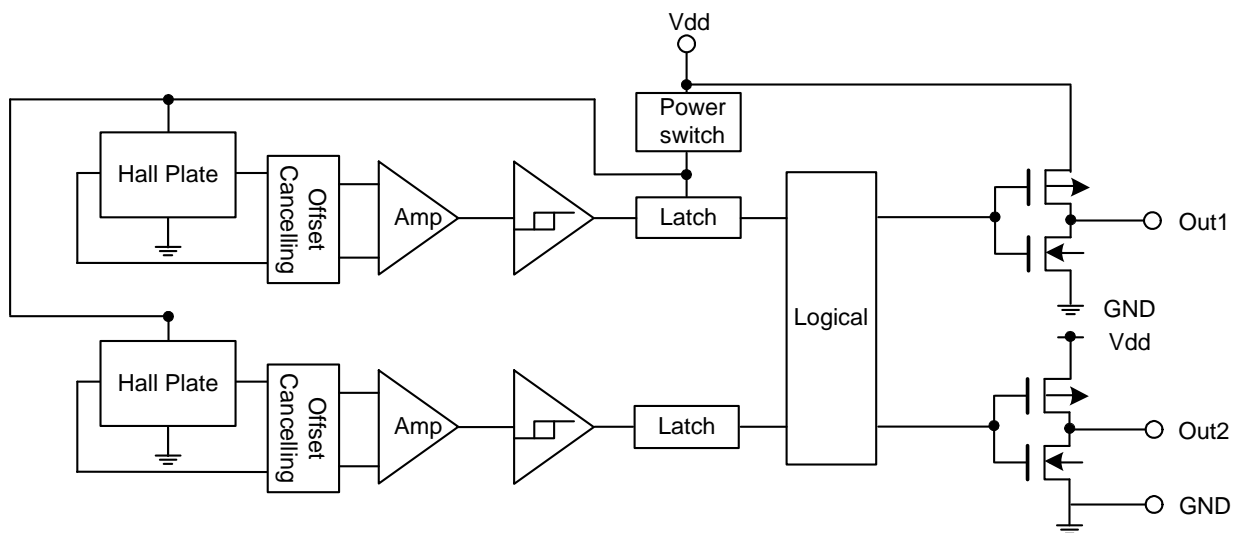 Vdd
Power
switch
Hall Plate
Offset
Cancelling
Amp
Latch
Out1
Logical
GND
Vdd
Hall Plate
Offset
Cancelling
Amp
Latch
Out2
GND